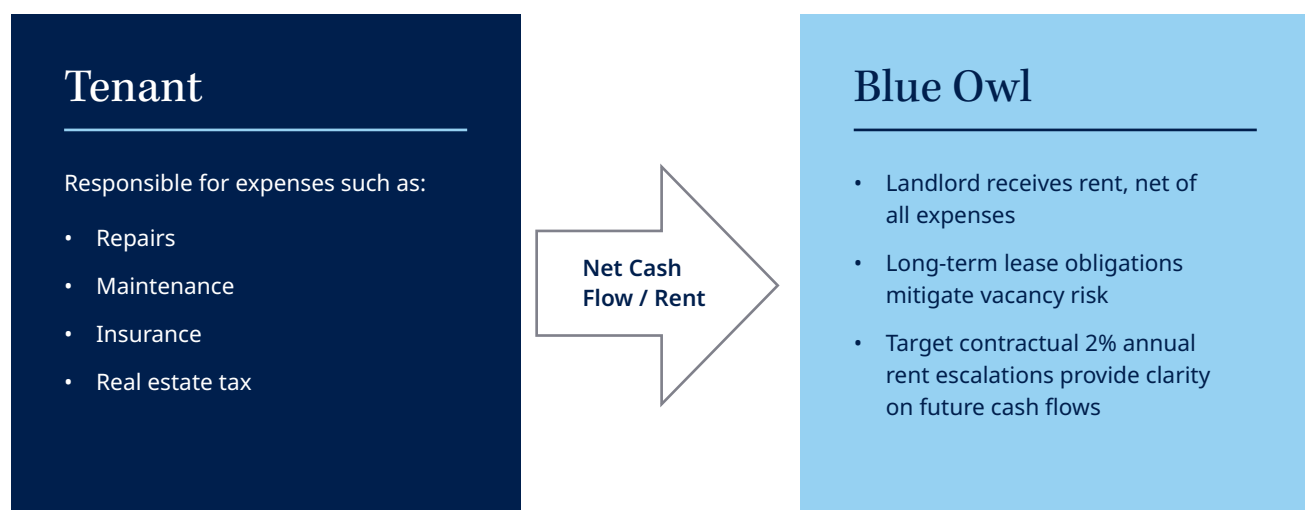 Tenant
Responsible for expenses such as:
• Repairs
• Maintenance
• Insurance
• Real estate tax
Net Cash
Flow / Rent
Blue Owl
• Landlord receives rent, net of
all expenses
• Long-term lease obligations
mitigate vacancy risk
• Target contractual 2% annual
rent escalations provide clarity
on future cash flows